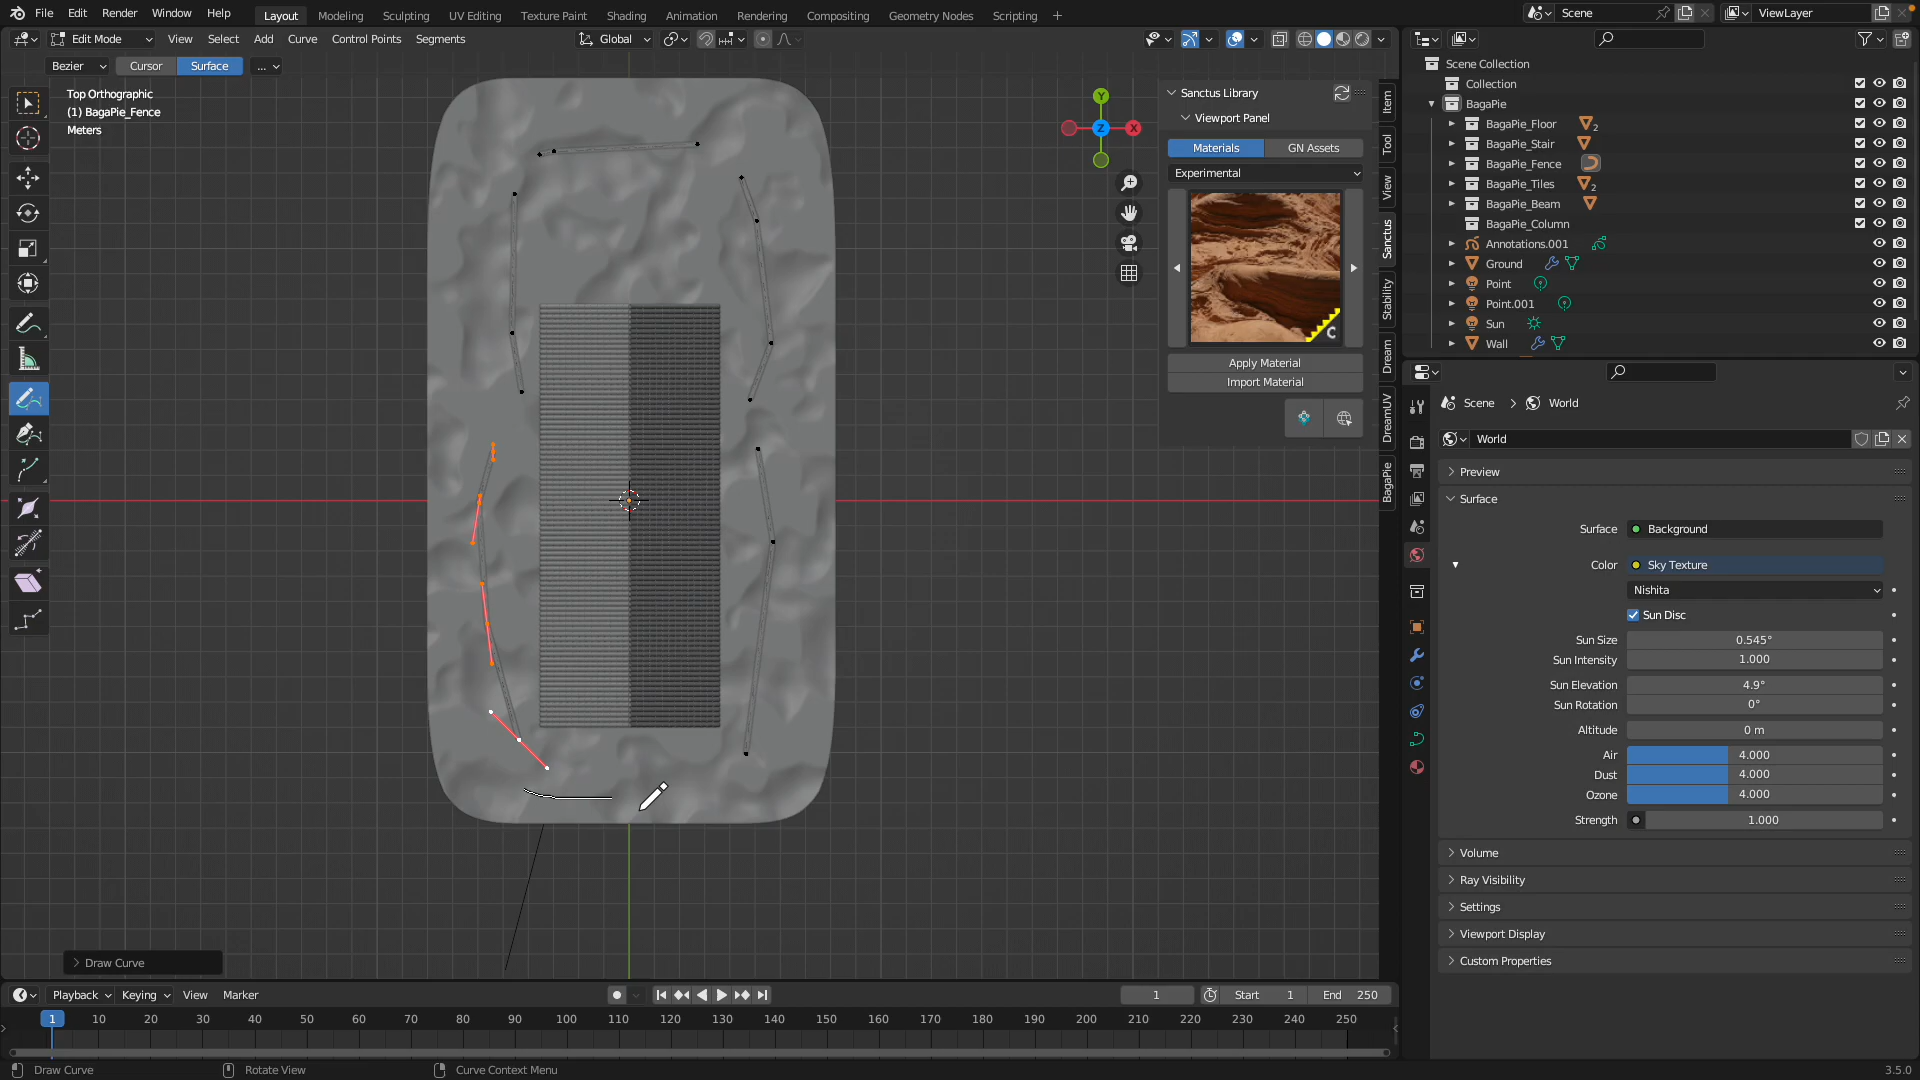 File Edit Render Window Help Layout Modeling Sculpting UV Editing Texture Paint Shading Animation Rendering Compositing Geometry Nodes Scripting + Scene ViewLayer
Edit Mode View Select Add Curve Control Points Segments Global
Bezier Cursor Surface ...
Top Orthographic
(1) BagaPie_Fence
Meters
Y
X
Z
Sanctus Library
Viewport Panel
Materials GN Assets
Experimental
C
Apply Material
Import Material
Item
Tool
View
Sanctus
Stability
Dream
DreamUV
BagaPie
Scene Collection
Collection
BagaPie
BagaPie_Floor 2
BagaPie_Stair
BagaPie_Fence
BagaPie_Tiles 2
BagaPie_Beam
BagaPie_Column
Annotations.001
Ground
Point
Point.001
Sun
Wall
Scene > World
World
Preview
Surface
Surface Background
Color Sky Texture
Nishita
Sun Disc
Sun Size 0.545°
Sun Intensity 1.000
Sun Elevation 4.9°
Sun Rotation 0°
Altitude 0 m
Air 4.000
Dust 4.000
Ozone 4.000
Strength 1.000
Volume
Ray Visibility
Settings
Viewport Display
Custom Properties
Draw Curve
Playback Keying View Marker 1 Start 1 End 250
1 10 20 30 40 50 60 70 80 90 100 110 120 130 140 150 160 170 180 190 200 210 220 230 240 250
Draw Curve Rotate View Curve Context Menu 3.5.0